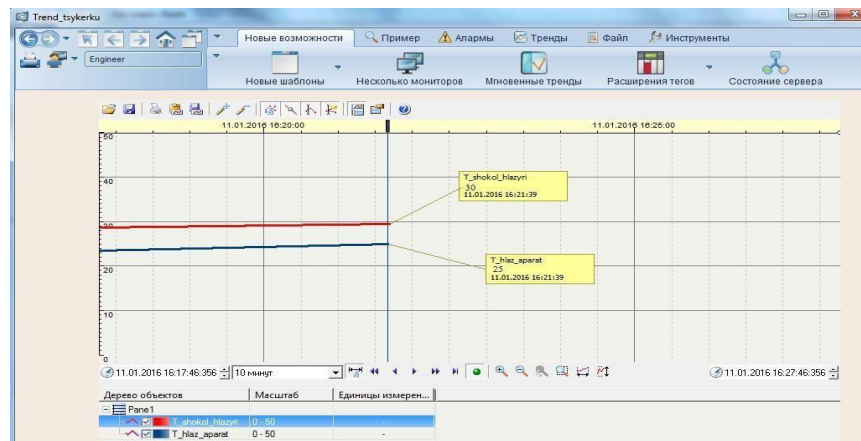 Trend_tsykerku
Новые возможности Пример Алармы Тренды Файл Инструменты
Engineer
Новые шаблоны Несколько мониторов Мгновенные тренды Расширения тегов Состояние сервера
11.01.2016 16:20:00 11.01.2016 16:25:00
50
T_shokol_hlazyri
40
30
11.01.2016 16:21:39
30
T_hlaz_aparat
20
25
11.01.2016 16:21:39
10
0
11.01.2016 16:17:46:356 10 минут 11.01.2016 16:27:46:356
Дерево объектов Масштаб Единицы измерен...
Pane1
T_shokol_hlazyri 0 - 50 -
T_hlaz_aparat 0 - 50 -